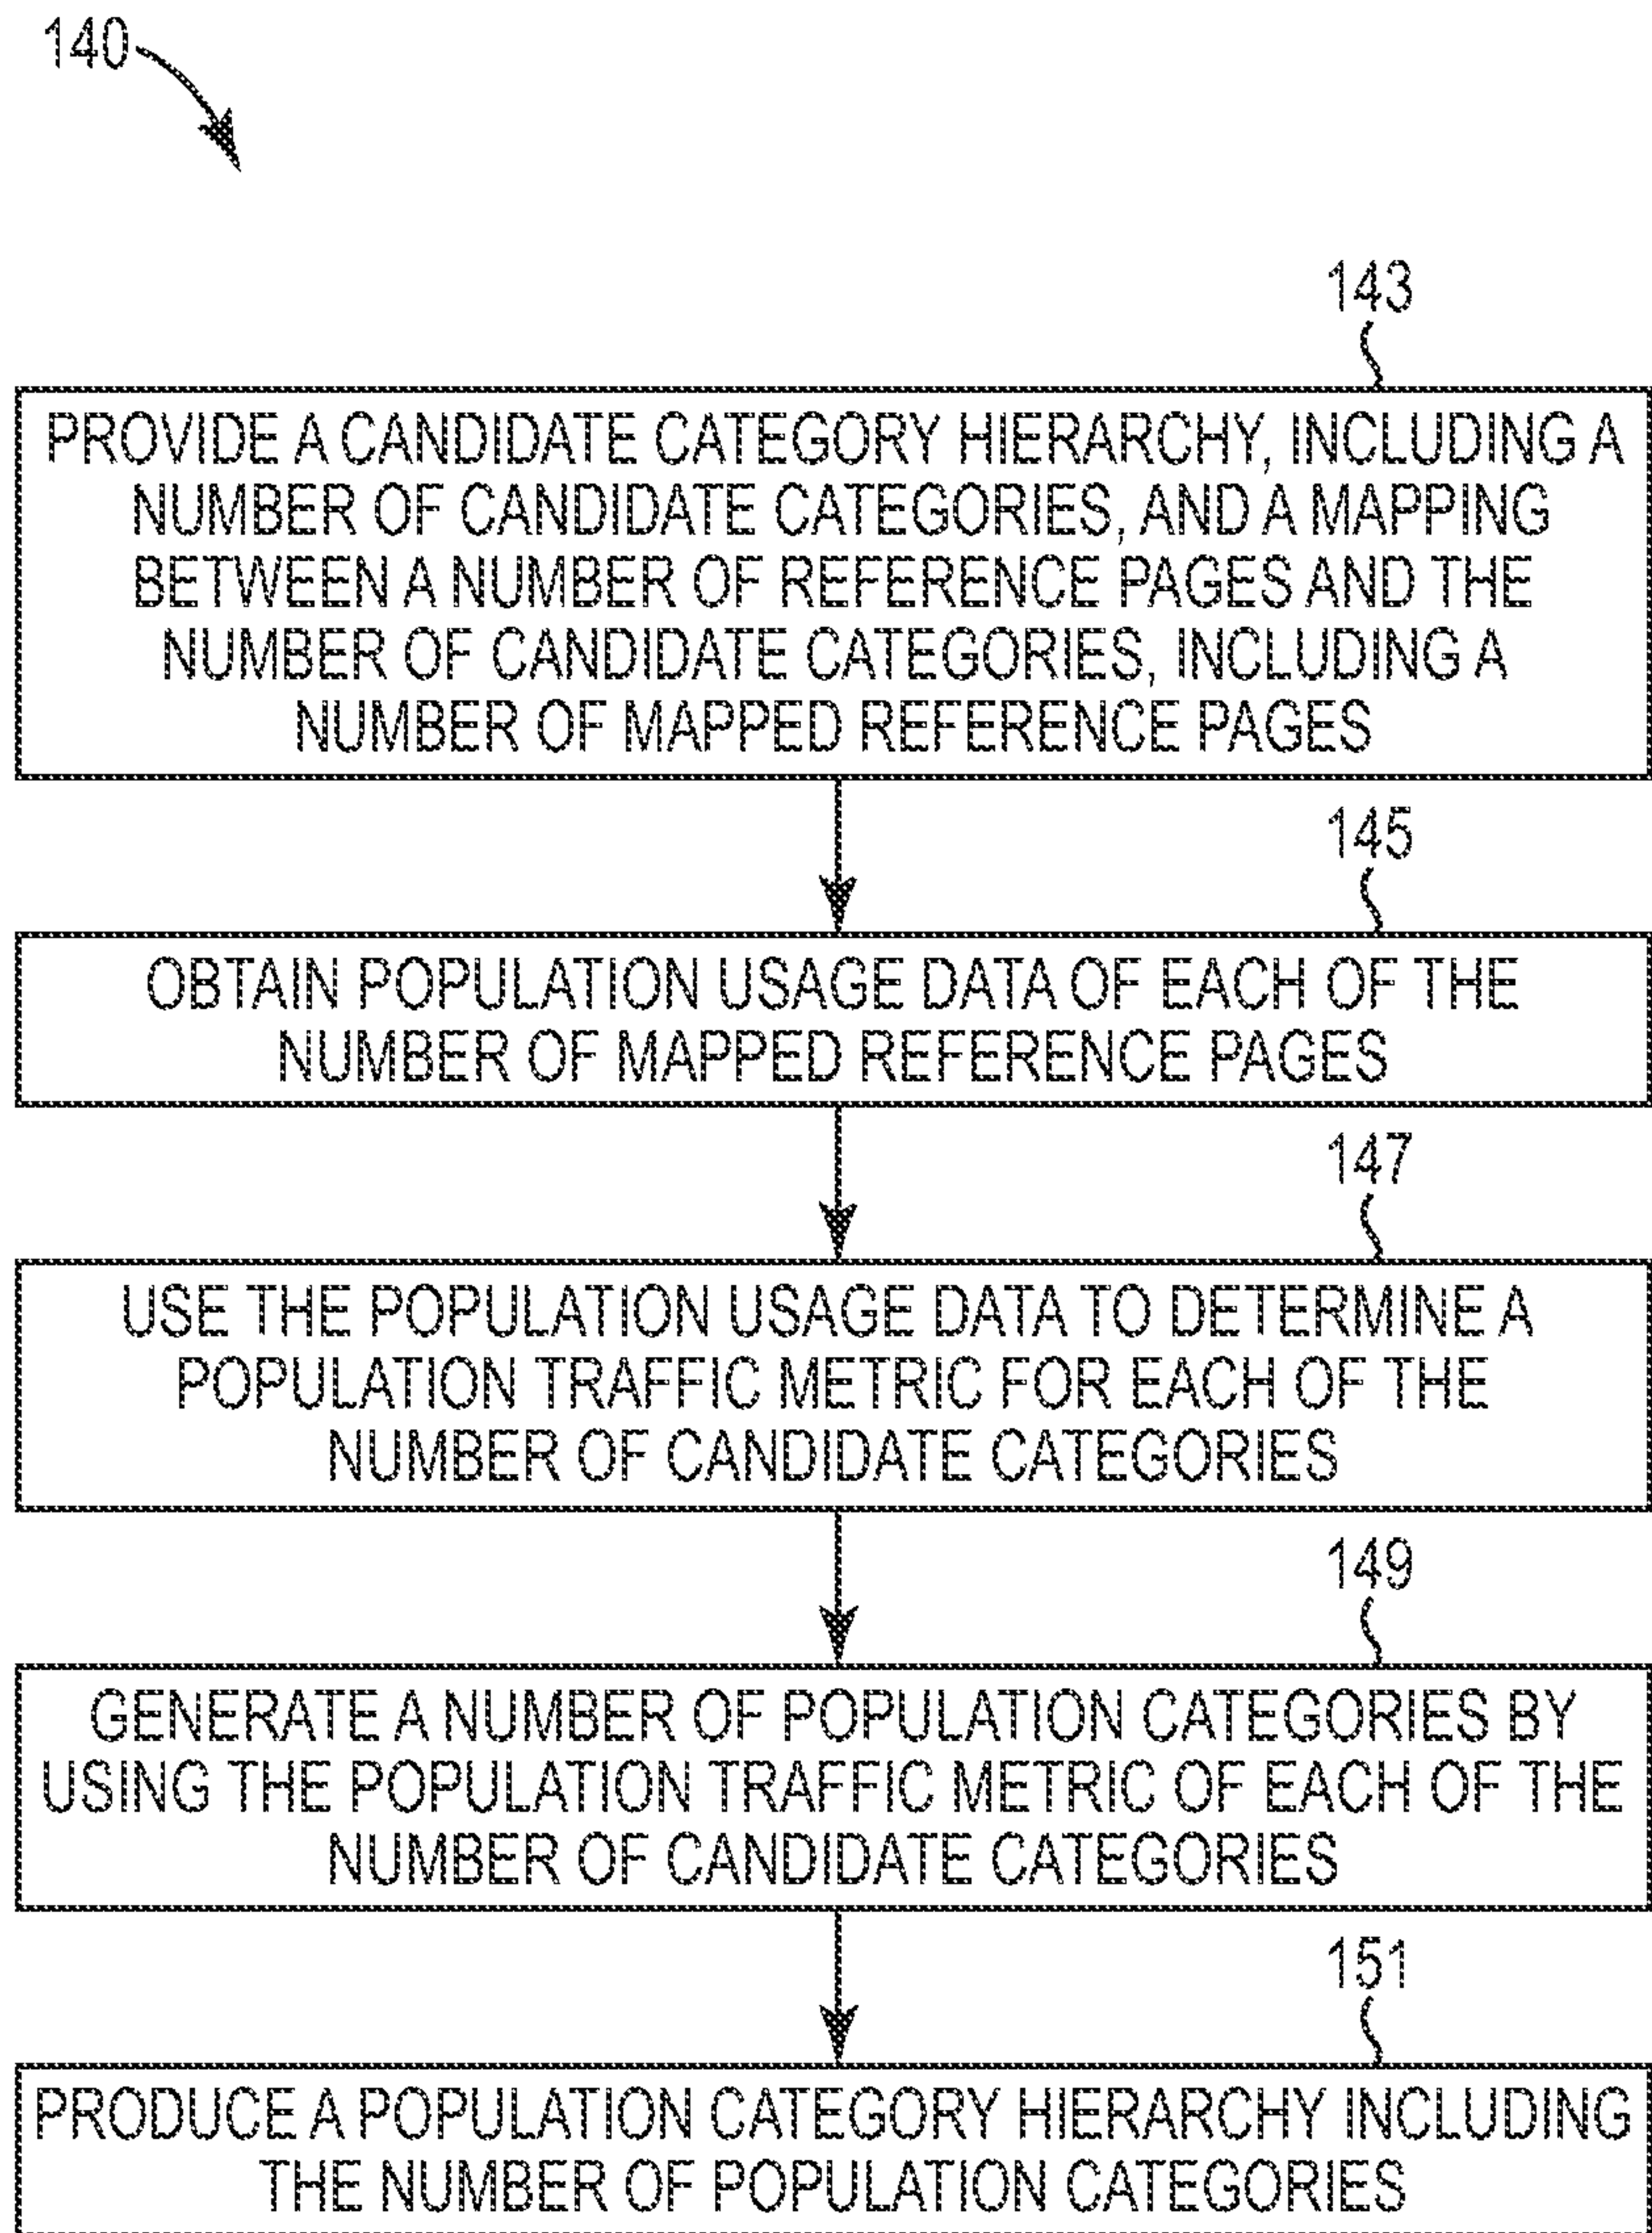 140
143
PROVIDE A CANDIDATE CATEGORY HIERARCHY, INCLUDING A
NUMBER OF CANDIDATE CATEGORIES, AND A MAPPING
BETWEEN A NUMBER OF REFERENCE PAGES AND THE
NUMBER OF CANDIDATE CATEGORIES, INCLUDING A
NUMBER OF MAPPED REFERENCE PAGES
145
OBTAIN POPULATION USAGE DATA OF EACH OF THE
NUMBER OF MAPPED REFERENCE PAGES
147
USE THE POPULATION USAGE DATA TO DETERMINE A
POPULATION TRAFFIC METRIC FOR EACH OF THE
NUMBER OF CANDIDATE CATEGORIES
149
GENERATE A NUMBER OF POPULATION CATEGORIES BY
USING THE POPULATION TRAFFIC METRIC OF EACH OF THE
NUMBER OF CANDIDATE CATEGORIES
151
PRODUCE A POPULATION CATEGORY HIERARCHY INCLUDING
THE NUMBER OF POPULATION CATEGORIES